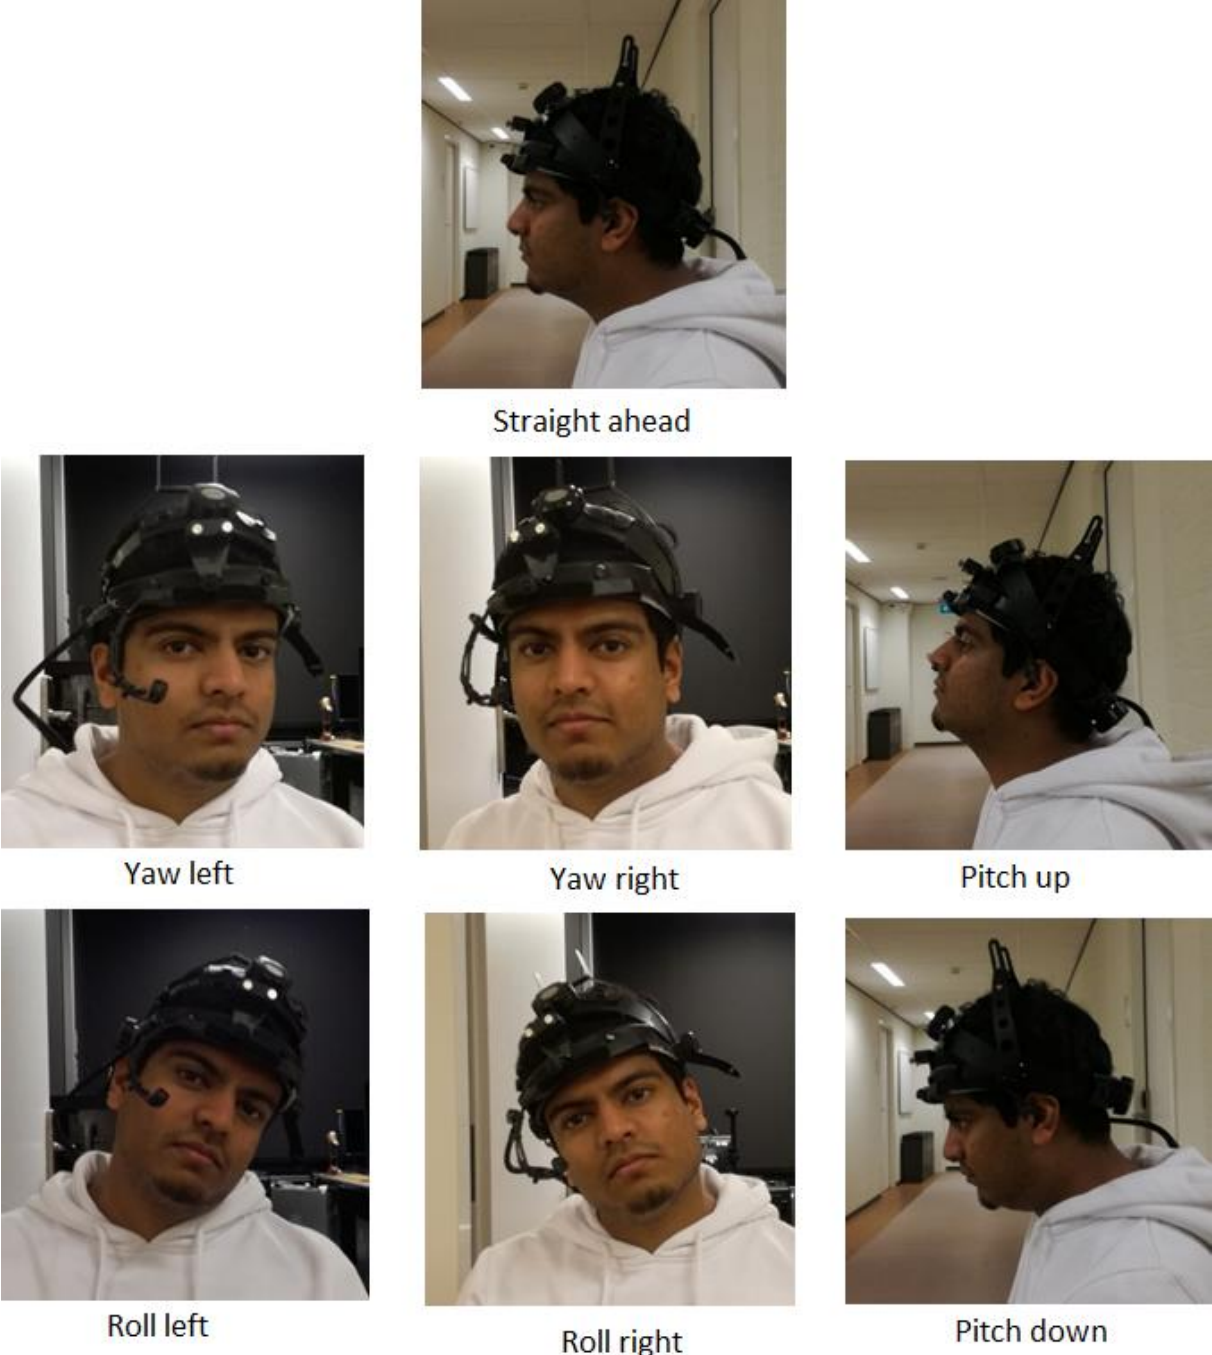 Straight ahead
Yaw left
Yaw right
Pitch up
Roll left
Roll right
Pitch down